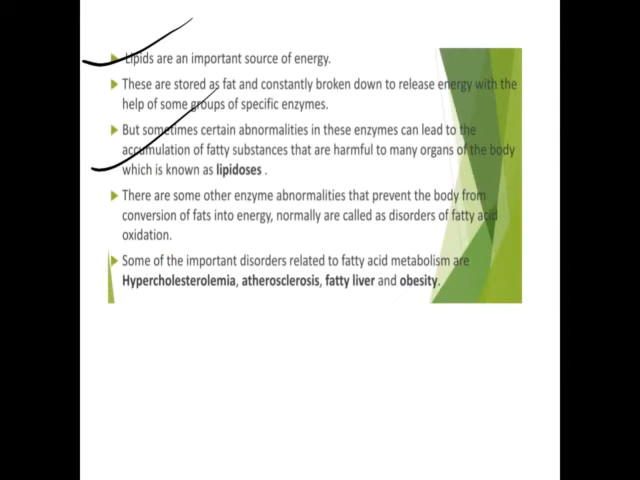 Lipids are an important source of energy.
These are stored as fat and constantly broken down to release energy with the
help of some groups of specific enzymes.
But sometimes certain abnormalities in these enzymes can lead to the
accumulation of fatty substances that are harmful to many organs of the body
which is known as lipidoses .
There are some other enzyme abnormalities that prevent the body from
conversion of fats into energy, normally are called as disorders of fatty acid
oxidation.
Some of the important disorders related to fatty acid metabolism are
Hypercholesterolemia, atherosclerosis, fatty liver and obesity.